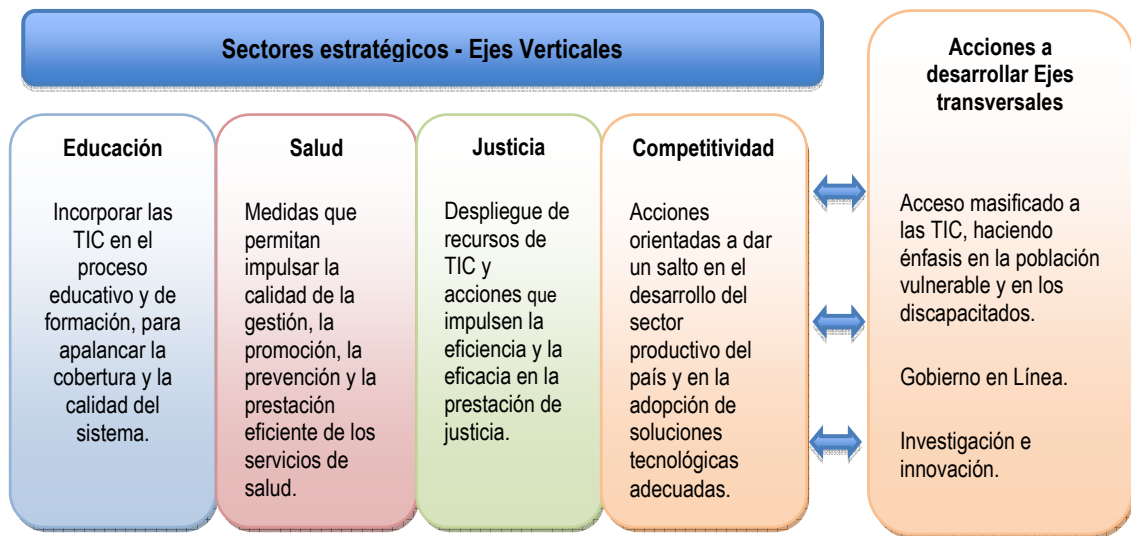 Sectores estratégicos - Ejes Verticales
Educación
Incorporar las
TIC en el
proceso
educativo y de
formación, para
apalancar la
cobertura y la
calidad del
sistema.
Salud
Medidas que
permitan
impulsar la
calidad de la
gestión, la
promoción, la
prevención y la
prestación
eficiente de los
servicios de
salud.
Justicia
Despliegue de
recursos de
TIC y
acciones que
impulsen la
eficiencia y la
eficacia en la
prestación de
justicia.
Competitividad
Acciones
orientadas a dar
un salto en el
desarrollo del
sector
productivo del
país y en la
adopción de
soluciones
tecnológicas
adecuadas.
Acciones a
desarrollar Ejes
transversales
Acceso masificado a
las TIC, haciendo
énfasis en la población
vulnerable y en los
discapacitados.
Gobierno en Línea.
Investigación e
innovación.